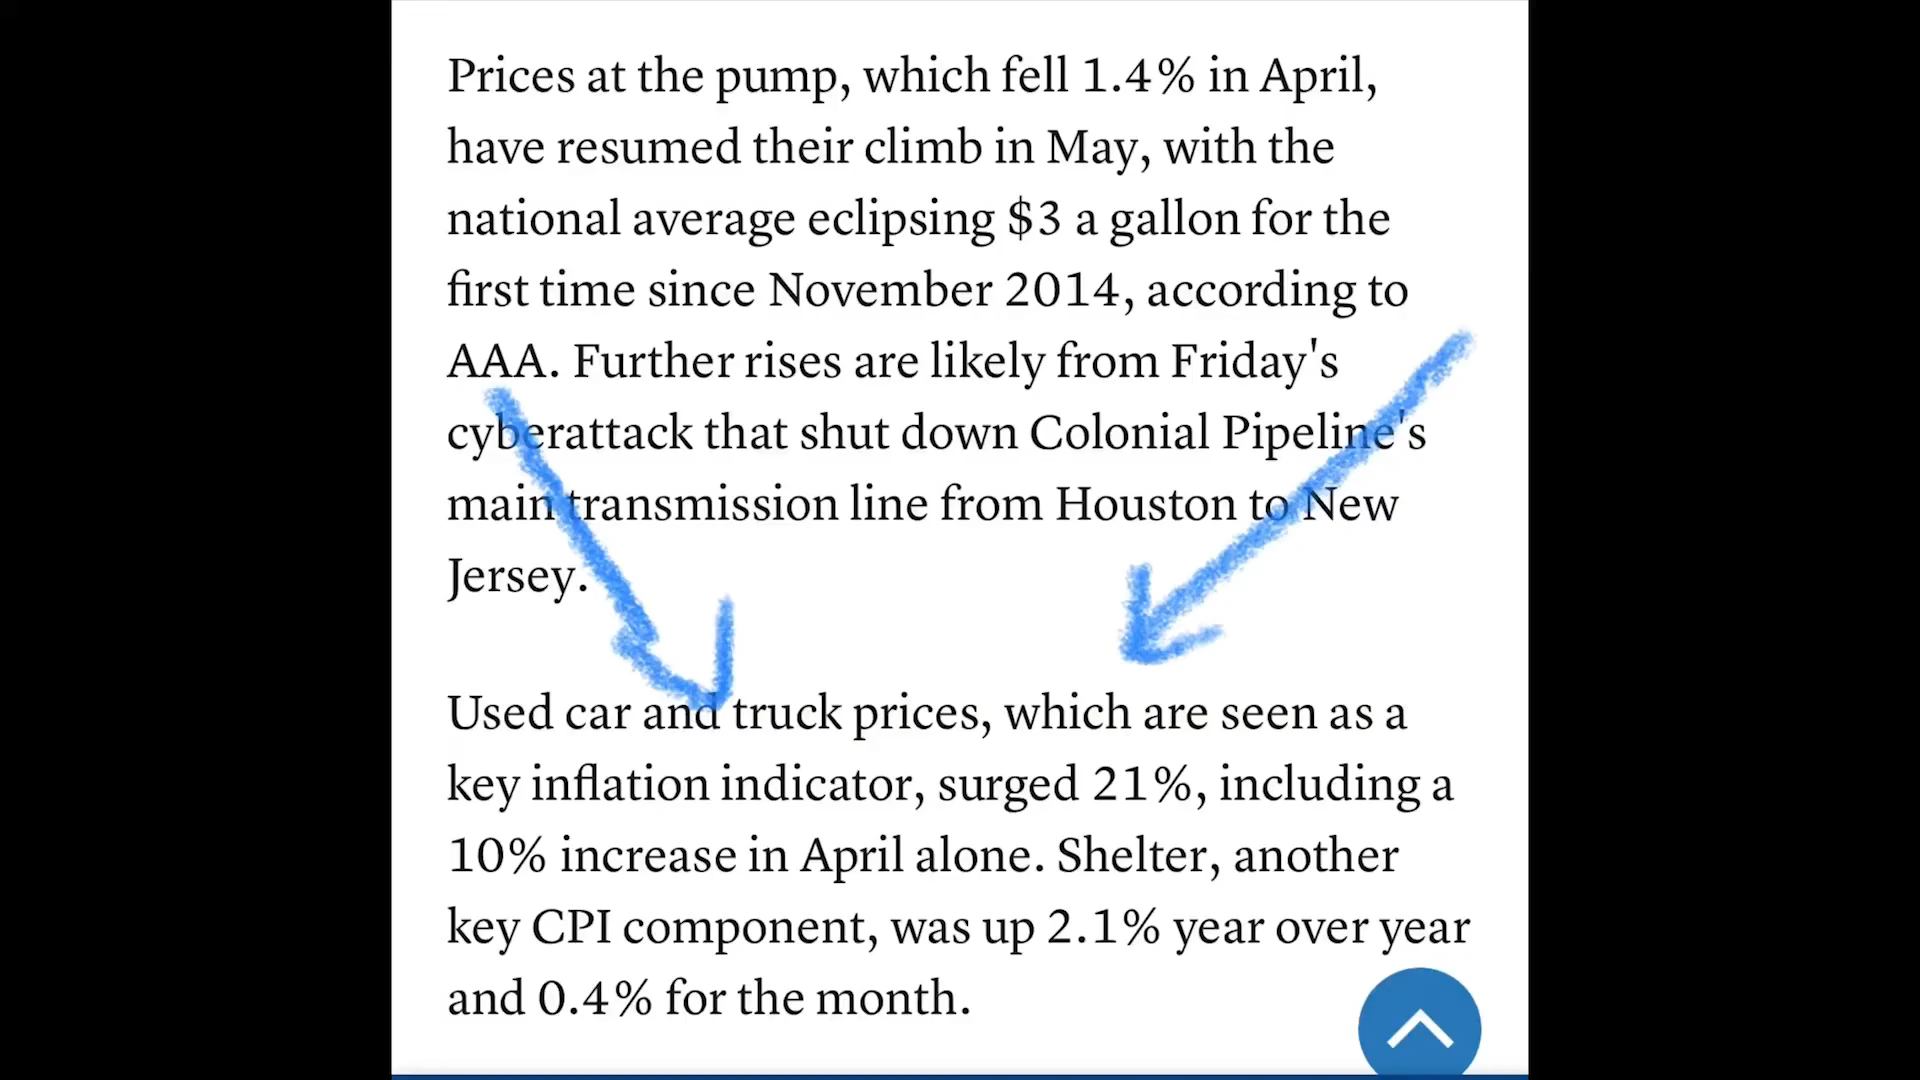 Prices at the pump, which fell 1.4% in April,
have resumed their climb in May, with the
national average eclipsing $3 a gallon for the
first time since November 2014, according to
AAA. Further rises are likely from Friday's
cyberattack that shut down Colonial Pipeline's
main transmission line from Houston to New
Jersey.
Used car and truck prices, which are seen as a
key inflation indicator, surged 21%, including a
10% increase in April alone. Shelter, another
key CPI component, was up 2.1% year over year
and 0.4% for the month.